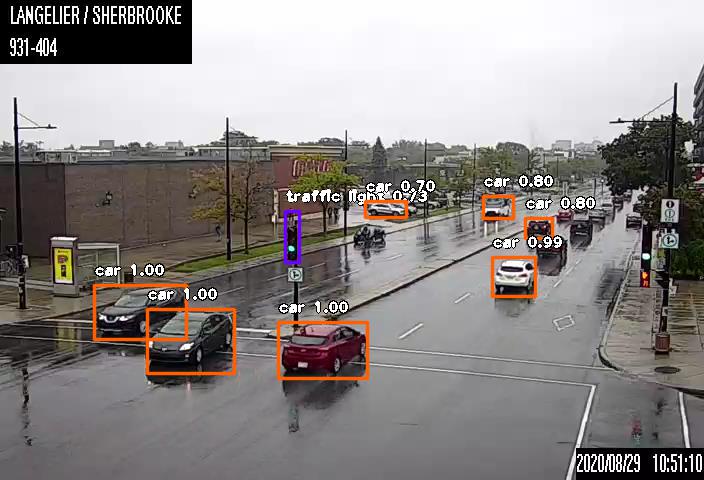 LANGELIER / SHERBROOKE
931-404
car 0.70
traffic light 0.73
car 0.80
car 0.80
car 0.99
car 1.00
car 1.00
car 1.00
2020/08/29 10:51:10